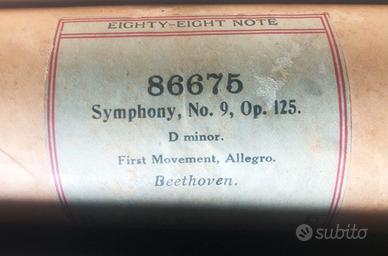 EIGHTY-EIGHT NOTE
86675
Symphony, No. 9, Op. 125.
D minor.
First Movement, Allegro.
Beethoven.
subito